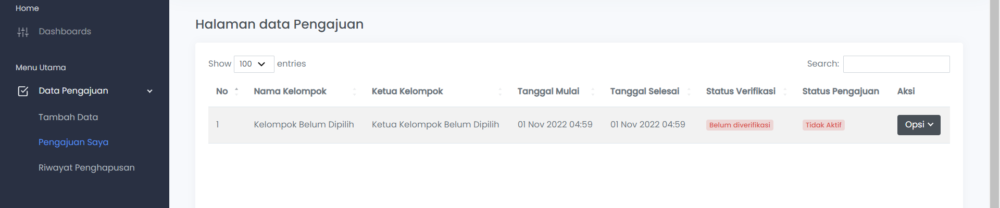 Home
Dashboards
Menu Utama
Data Pengajuan
Tambah Data
Pengajuan Saya
Riwayat Penghapusan
Halaman data Pengajuan
Show 100 entries
Search:
No Nama Kelompok Ketua Kelompok Tanggal Mulai Tanggal Selesai Status Verifikasi Status Pengajuan Aksi
1 Kelompok Belum Dipilih Ketua Kelompok Belum Dipilih 01 Nov 2022 04:59 01 Nov 2022 04:59 Belum diverifikasi Tidak Aktif Opsi